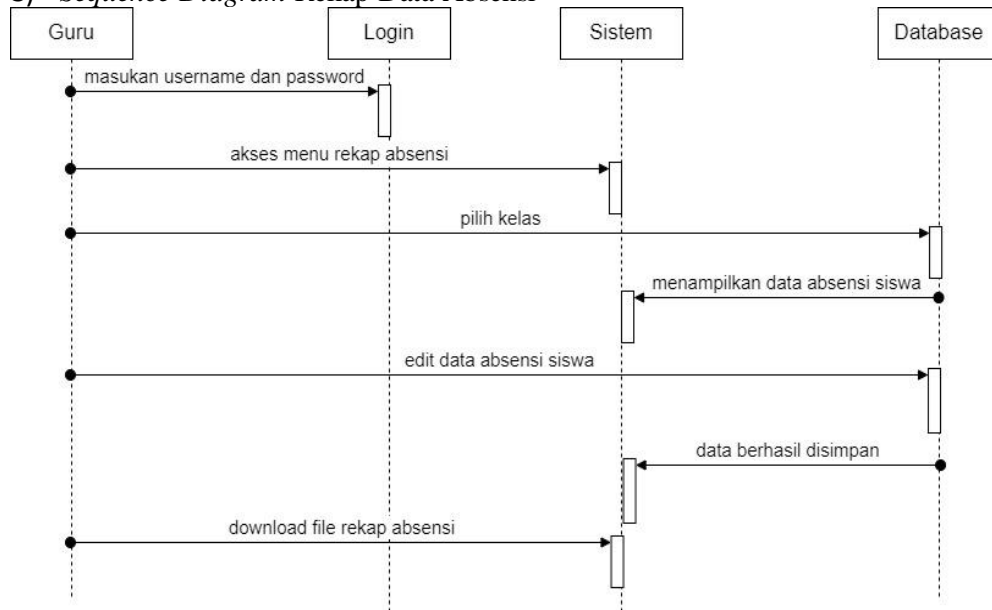 Sequence Diagram Rekap Data Absensi
Guru
Login
Sistem
Database
masukan username dan password
akses menu rekap absensi
pilih kelas
menampilkan data absensi siswa
edit data absensi siswa
data berhasil disimpan
download file rekap absensi